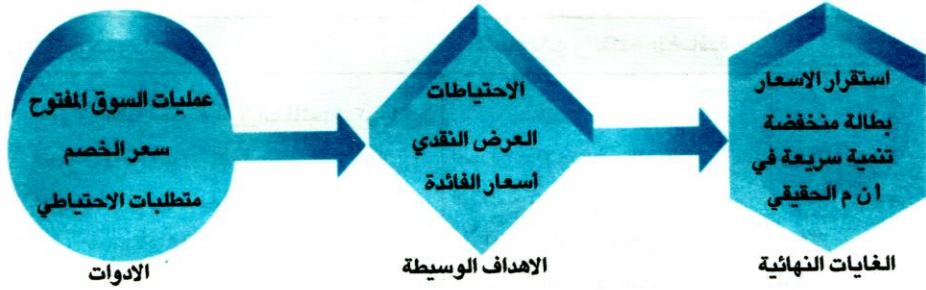 عمليات السوق المفتوح
سعر الخصم
متطلبات الاحتياطي
الادوات
الاحتياطات
العرض النقدي
أسعار الفائدة
الاهداف الوسيطة
استقرار الاسعار
بطالة منخفضة
تنمية سريعة في
أ ن م الحقيقي
الغايات النهائية